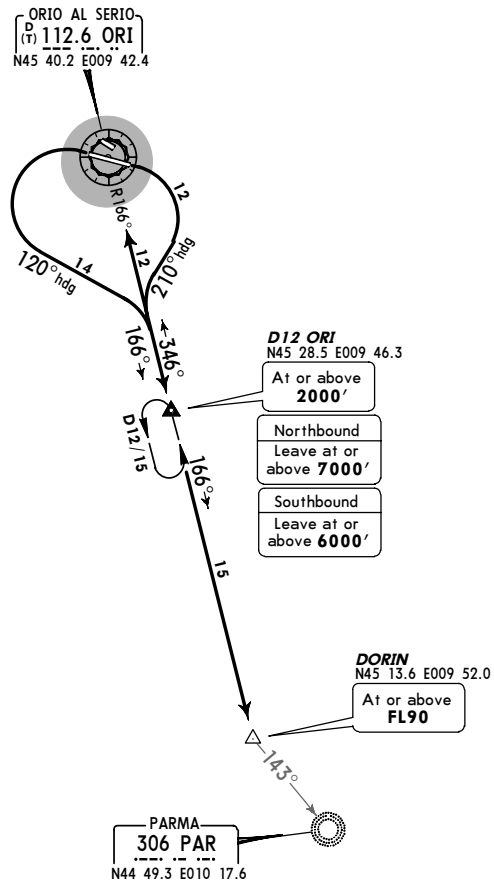 ORIO AL SERIO
D
(T) 112.6 ORI
N45 40.2 E009 42.4
R166°
12
12
14
120°hdg
210°hdg
166°
346°
D12 ORI
N45 28.5 E009 46.3
At or above
2000'
Northbound
Leave at or
above 7000'
Southbound
Leave at or
above 6000'
D12/15
166°
15
DORIN
N45 13.6 E009 52.0
At or above
FL90
143°
PARMA
306 PAR
N44 49.3 E010 17.6